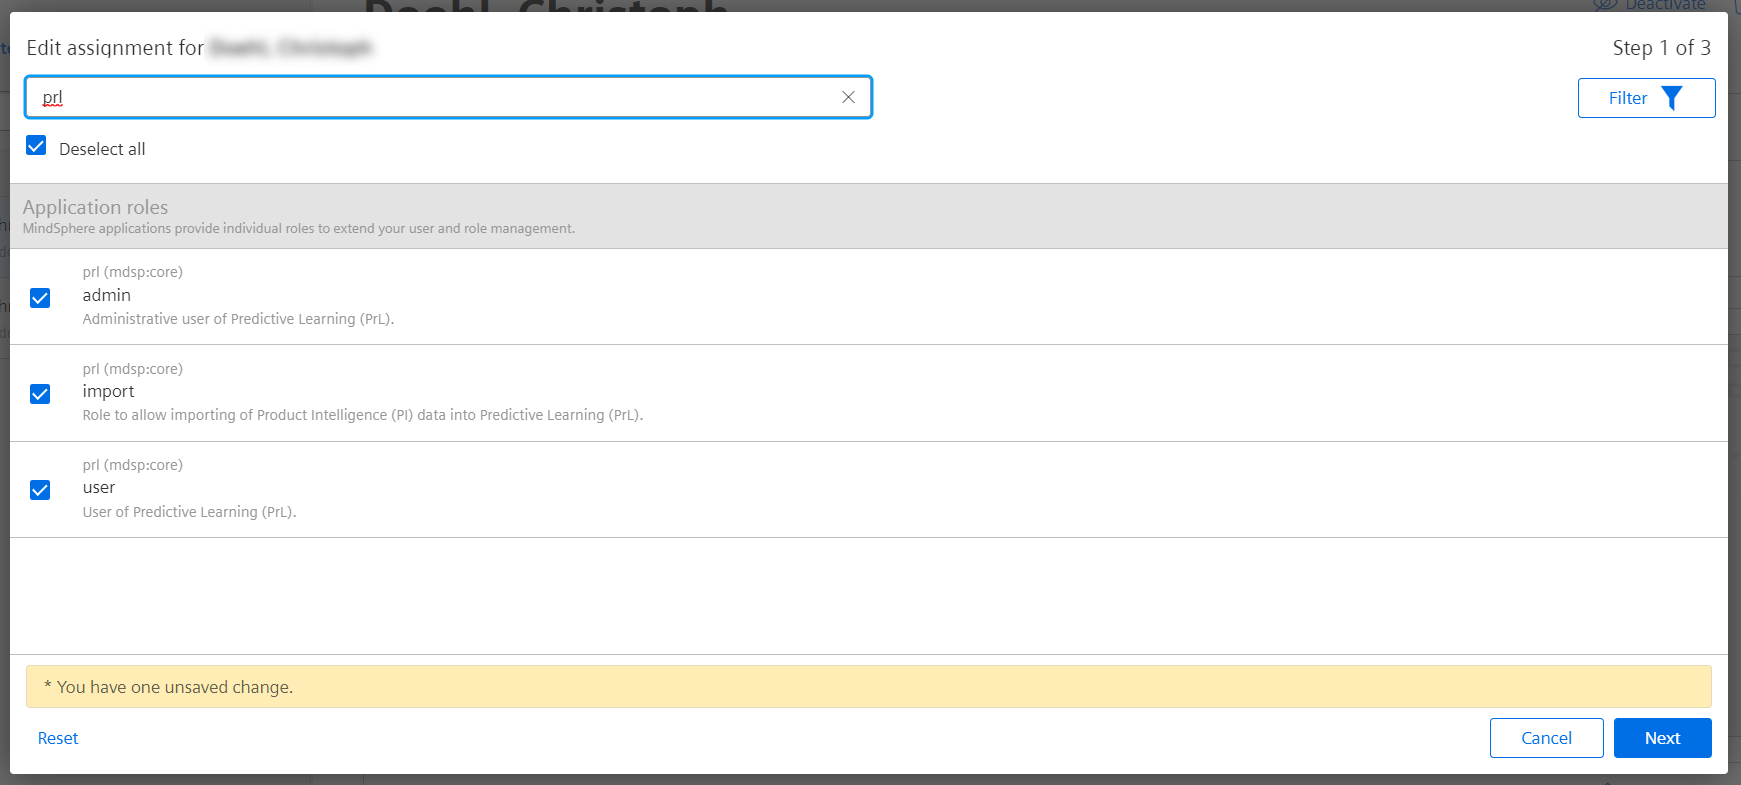 Deactivate
Edit assignment for
Step 1 of 3
prl
Filter
Deselect all
Application roles
MindSphere applications provide individual roles to extend your user and role management.
prl (mdsp:core)
admin
Administrative user of Predictive Learning (PrL).
prl (mdsp:core)
import
Role to allow importing of Product Intelligence (PI) data into Predictive Learning (PrL).
prl (mdsp:core)
user
User of Predictive Learning (PrL).
* You have one unsaved change.
Reset
Cancel
Next